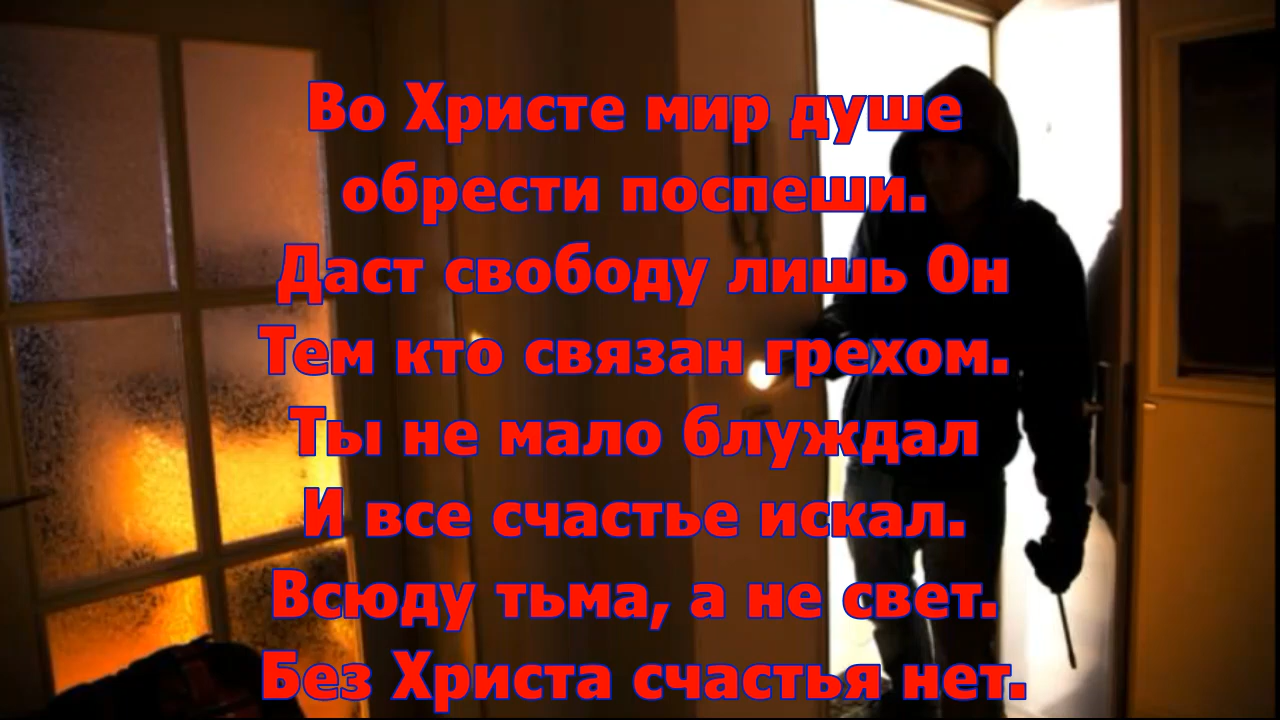 Во Христе мир душе
обрести поспеши.
Даст свободу лишь Он
Тем кто связан грехом.
Ты не мало блуждал
И все счастье искал.
Всюду тьма, а не свет.
Без Христа счастья нет.